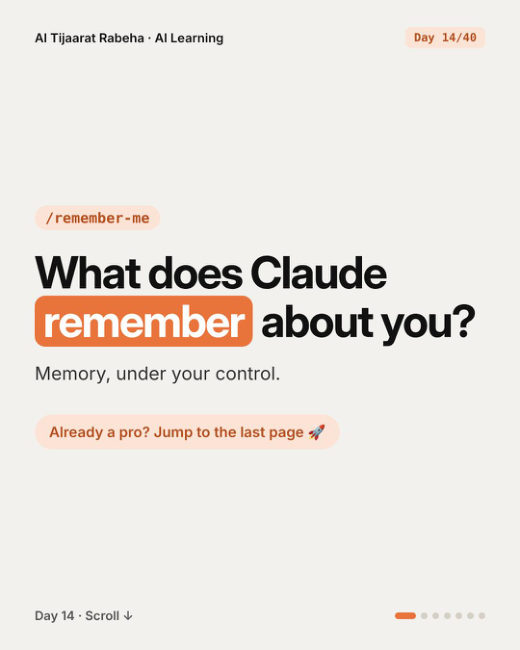 AI Tijaarat Rabeha · AI Learning
Day 14/40
/remember-me
What does Claude
remember about you?
Memory, under your control.
Already a pro? Jump to the last page 🚀
Day 14 · Scroll ↓